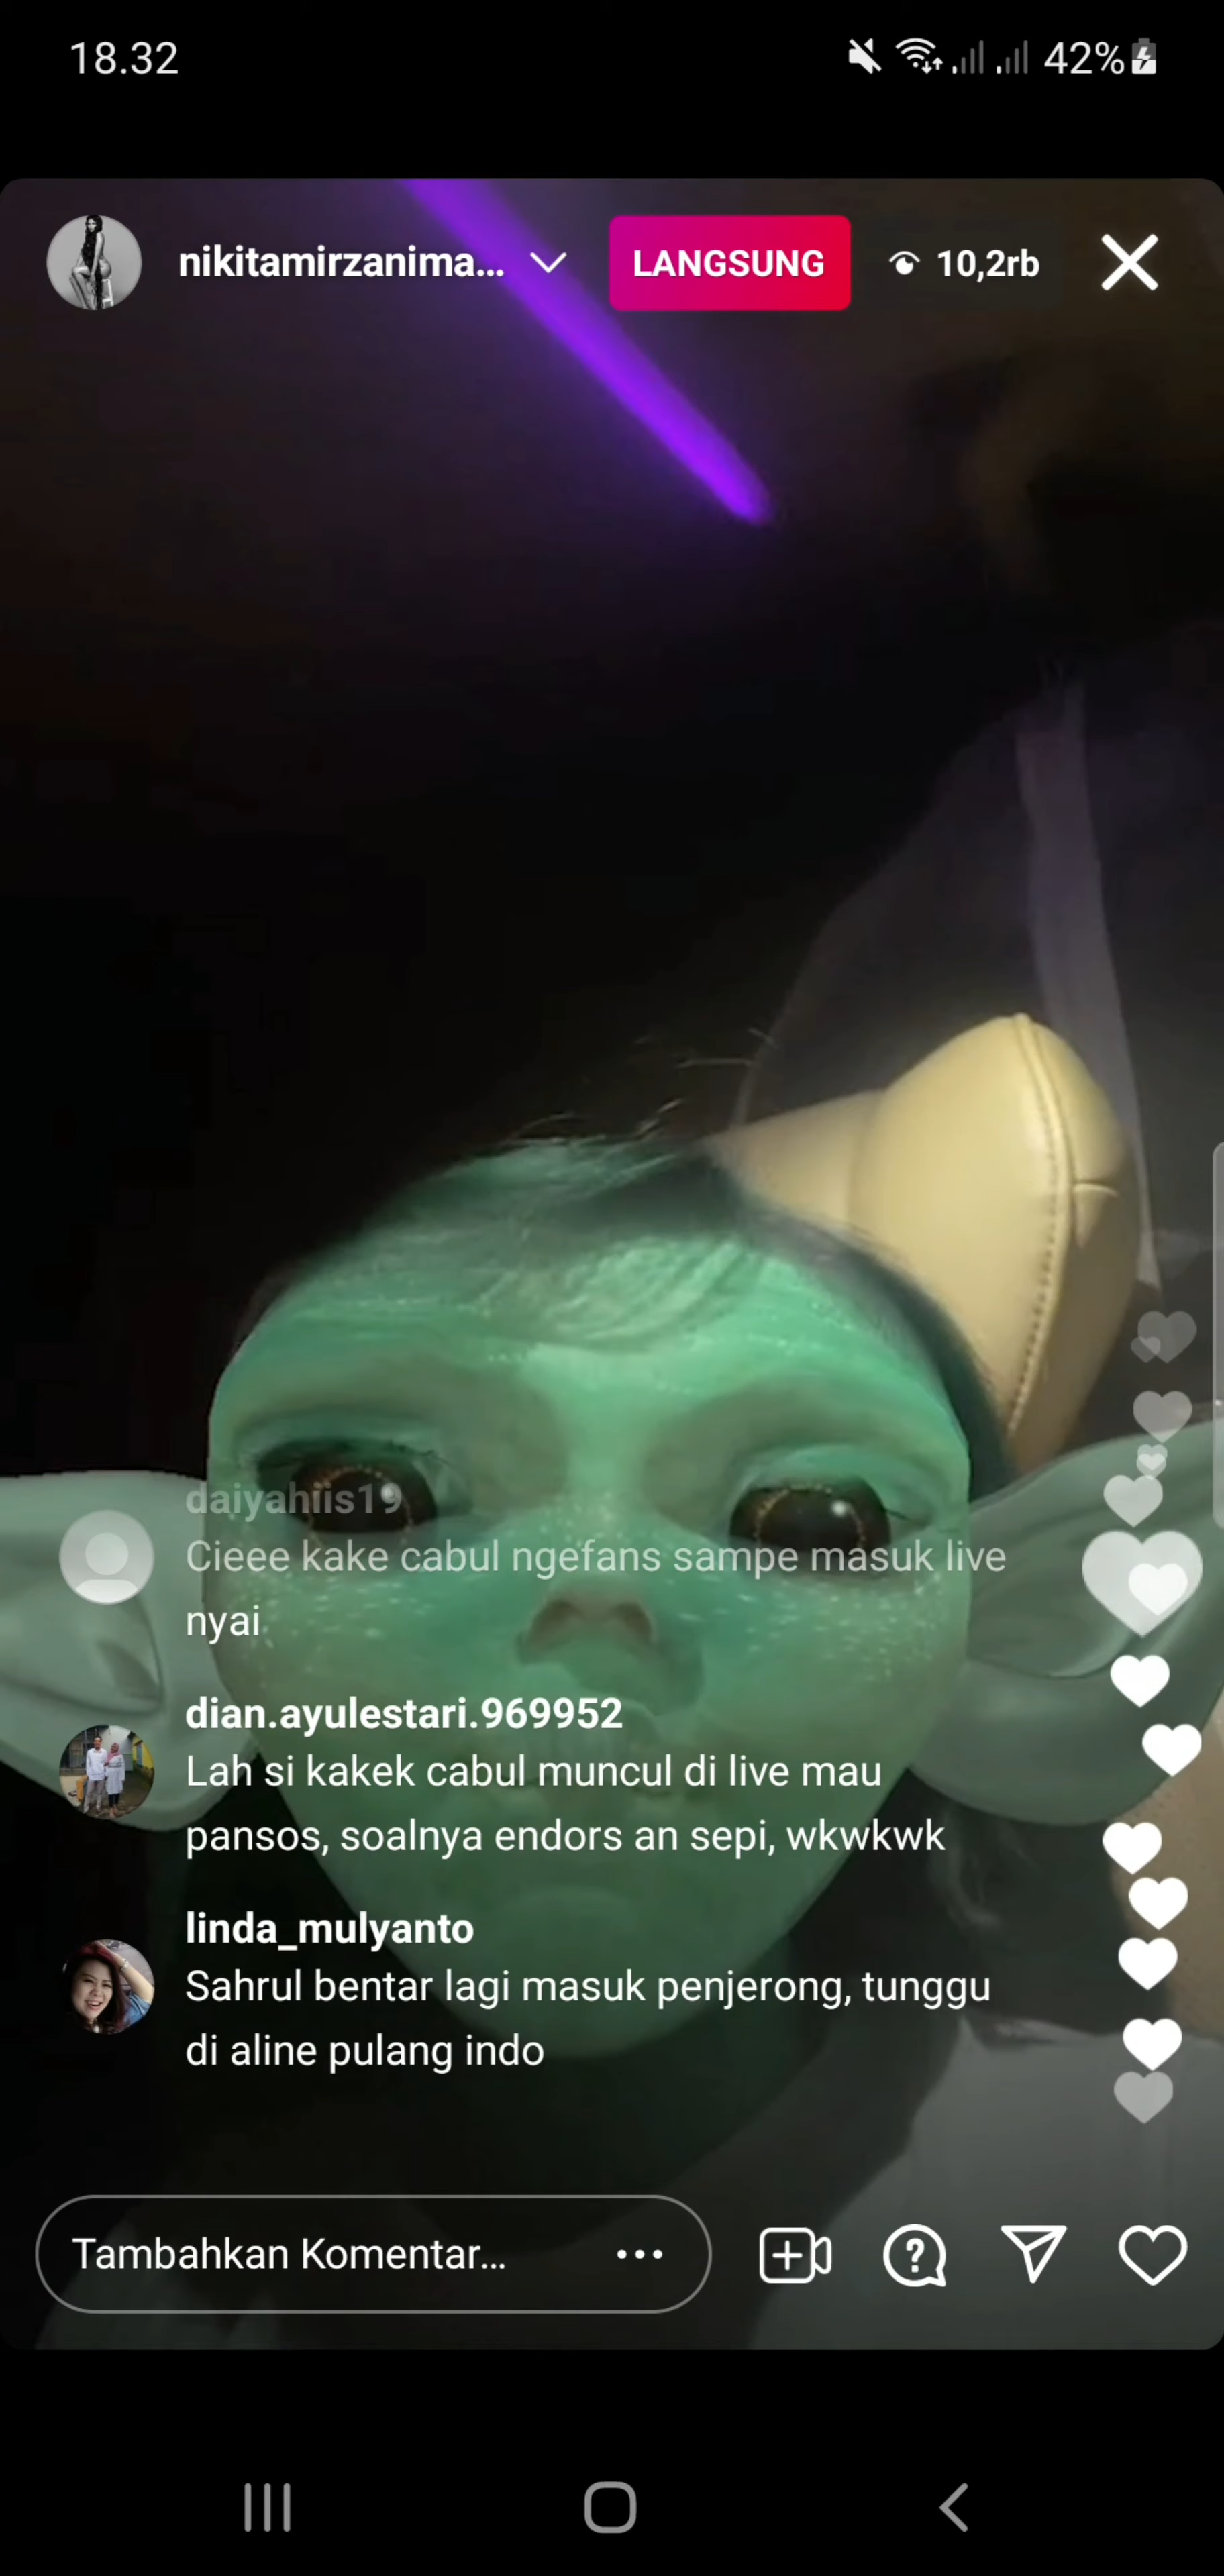 18.32
42%
nikitamirzanima...
LANGSUNG
10,2rb
daiyahiis19
Cieee kake cabul ngefans sampe masuk live
nyai
dian.ayulestari.969952
Lah si kakek cabul muncul di live mau
pansos, soalnya endors an sepi, wkwkwk
linda_mulyanto
Sahrul bentar lagi masuk penjerong, tunggu
di aline pulang indo
Tambahkan Komentar...